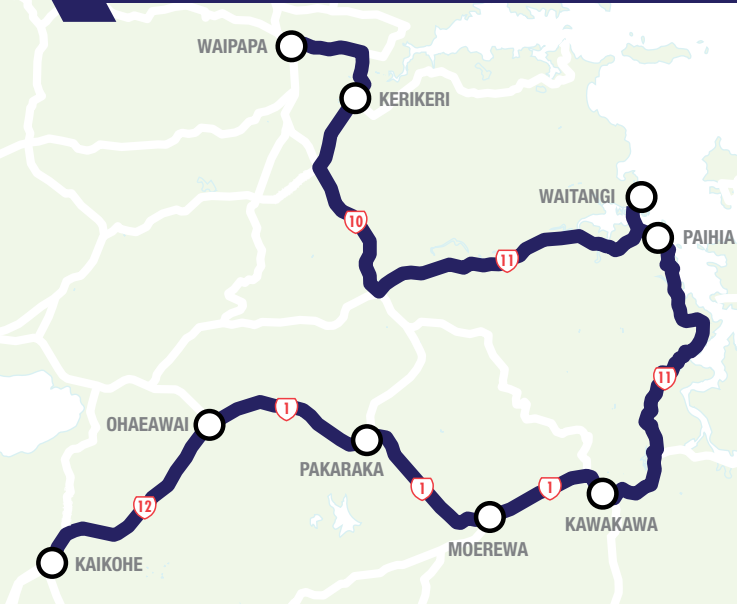 WAIPAPA
KERIKERI
WAITANGI
10
PAIHIA
11
11
1
OHAEAWAI
PAKARAKA
1
1
12
KAWAKAWA
MOEREWA
KAIKOHE